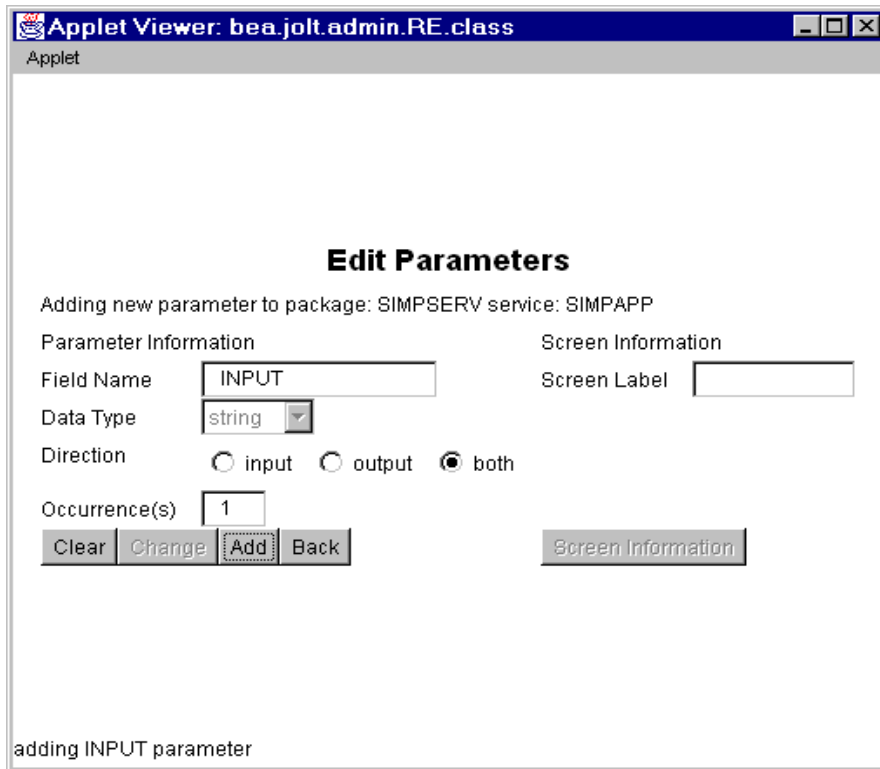 Applet Viewer: bea.jolt.admin.RE.class
Applet
Edit Parameters
Adding new parameter to package: SIMPSERV service: SIMPAPP
Parameter Information Screen Information
Field Name INPUT Screen Label
Data Type string
Direction input output both
Occurrence(s) 1
Clear Change Add Back Screen Information
adding INPUT parameter